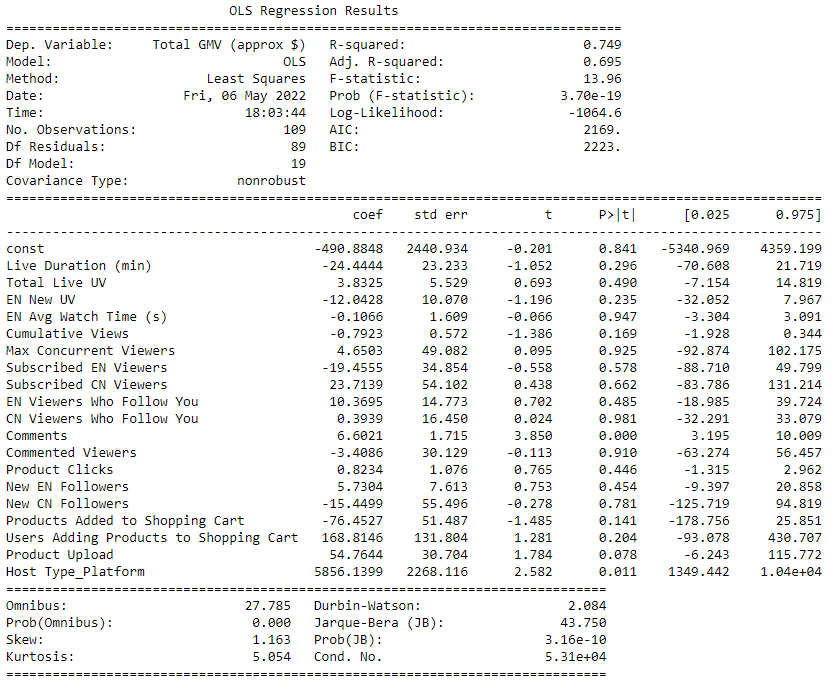 OLS Regression Results
==============================================================================
Dep. Variable: Total GMV (approx $) R-squared: 0.749
Model: OLS Adj. R-squared: 0.695
Method: Least Squares F-statistic: 13.96
Date: Fri, 06 May 2022 Prob (F-statistic): 3.70e-19
Time: 18:03:44 Log-Likelihood: -1064.6
No. Observations: 109 AIC: 2169.
Df Residuals: 89 BIC: 2223.
Df Model: 19
Covariance Type: nonrobust
==============================================================================
coef std err t P>|t| [0.025 0.975]
------------------------------------------------------------------------------
const -490.8848 2440.934 -0.201 0.841 -5340.969 4359.199
Live Duration (min) -24.4444 23.233 -1.052 0.296 -70.608 21.719
Total Live UV 3.8325 5.529 0.693 0.490 -7.154 14.819
EN New UV -12.0428 10.070 -1.196 0.235 -32.052 7.967
EN Avg Watch Time (s) -0.1066 1.609 -0.066 0.947 -3.304 3.091
Cumulative Views -0.7923 0.572 -1.386 0.169 -1.928 0.344
Max Concurrent Viewers 4.6503 49.082 0.095 0.925 -92.874 102.175
Subscribed EN Viewers -19.4555 34.854 -0.558 0.578 -88.710 49.799
Subscribed CN Viewers 23.7139 54.102 0.438 0.662 -83.786 131.214
EN Viewers Who Follow You 10.3695 14.773 0.702 0.485 -18.985 39.724
CN Viewers Who Follow You 0.3939 16.450 0.024 0.981 -32.291 33.079
Comments 6.6021 1.715 3.850 0.000 3.195 10.009
Commented Viewers -3.4086 30.129 -0.113 0.910 -63.274 56.457
Product Clicks 0.8234 1.076 0.765 0.446 -1.315 2.962
New EN Followers 5.7304 7.613 0.753 0.454 -9.397 20.858
New CN Followers -15.4499 55.496 -0.278 0.781 -125.719 94.819
Products Added to Shopping Cart -76.4527 51.487 -1.485 0.141 -178.756 25.851
Users Adding Products to Shopping Cart 168.8146 131.804 1.281 0.204 -93.078 430.707
Product Upload 54.7644 30.704 1.784 0.078 -6.243 115.772
Host Type_Platform 5856.1399 2268.116 2.582 0.011 1349.442 1.04e+04
==============================================================================
Omnibus: 27.785 Durbin-Watson: 2.084
Prob(Omnibus): 0.000 Jarque-Bera (JB): 43.750
Skew: 1.163 Prob(JB): 3.16e-10
Kurtosis: 5.054 Cond. No. 5.31e+04
==============================================================================